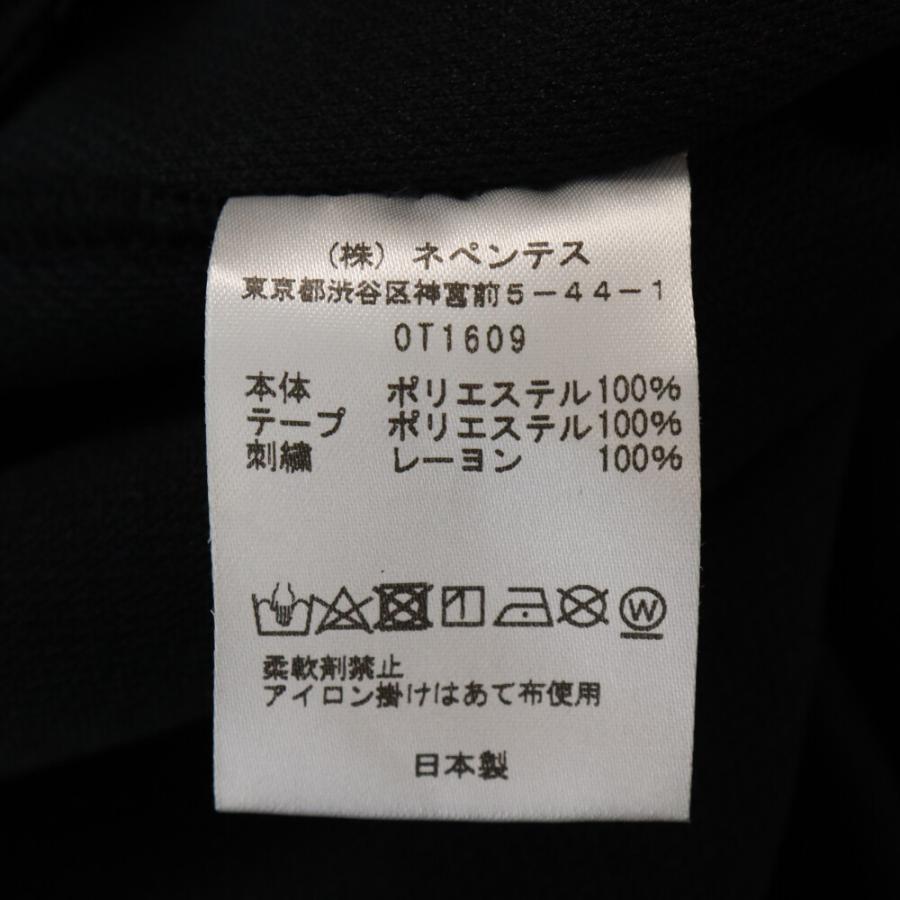 (株) ネペンテス
東京都渋谷区神宮前5-44-1
OT1609
本体 ポリエステル100%
テープ ポリエステル100%
刺繍 レーヨン 100%
W
柔軟剤禁止
アイロン掛けはあて布使用
日本製